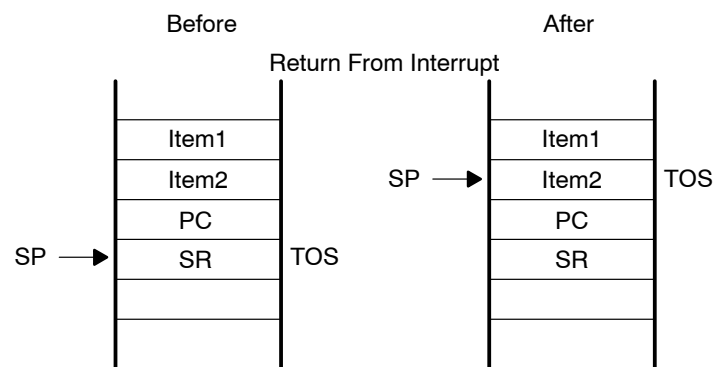 Before After
Return From Interrupt
Item1 Item1
SP Item2 Item2 TOS
PC PC
SP SR TOS SR